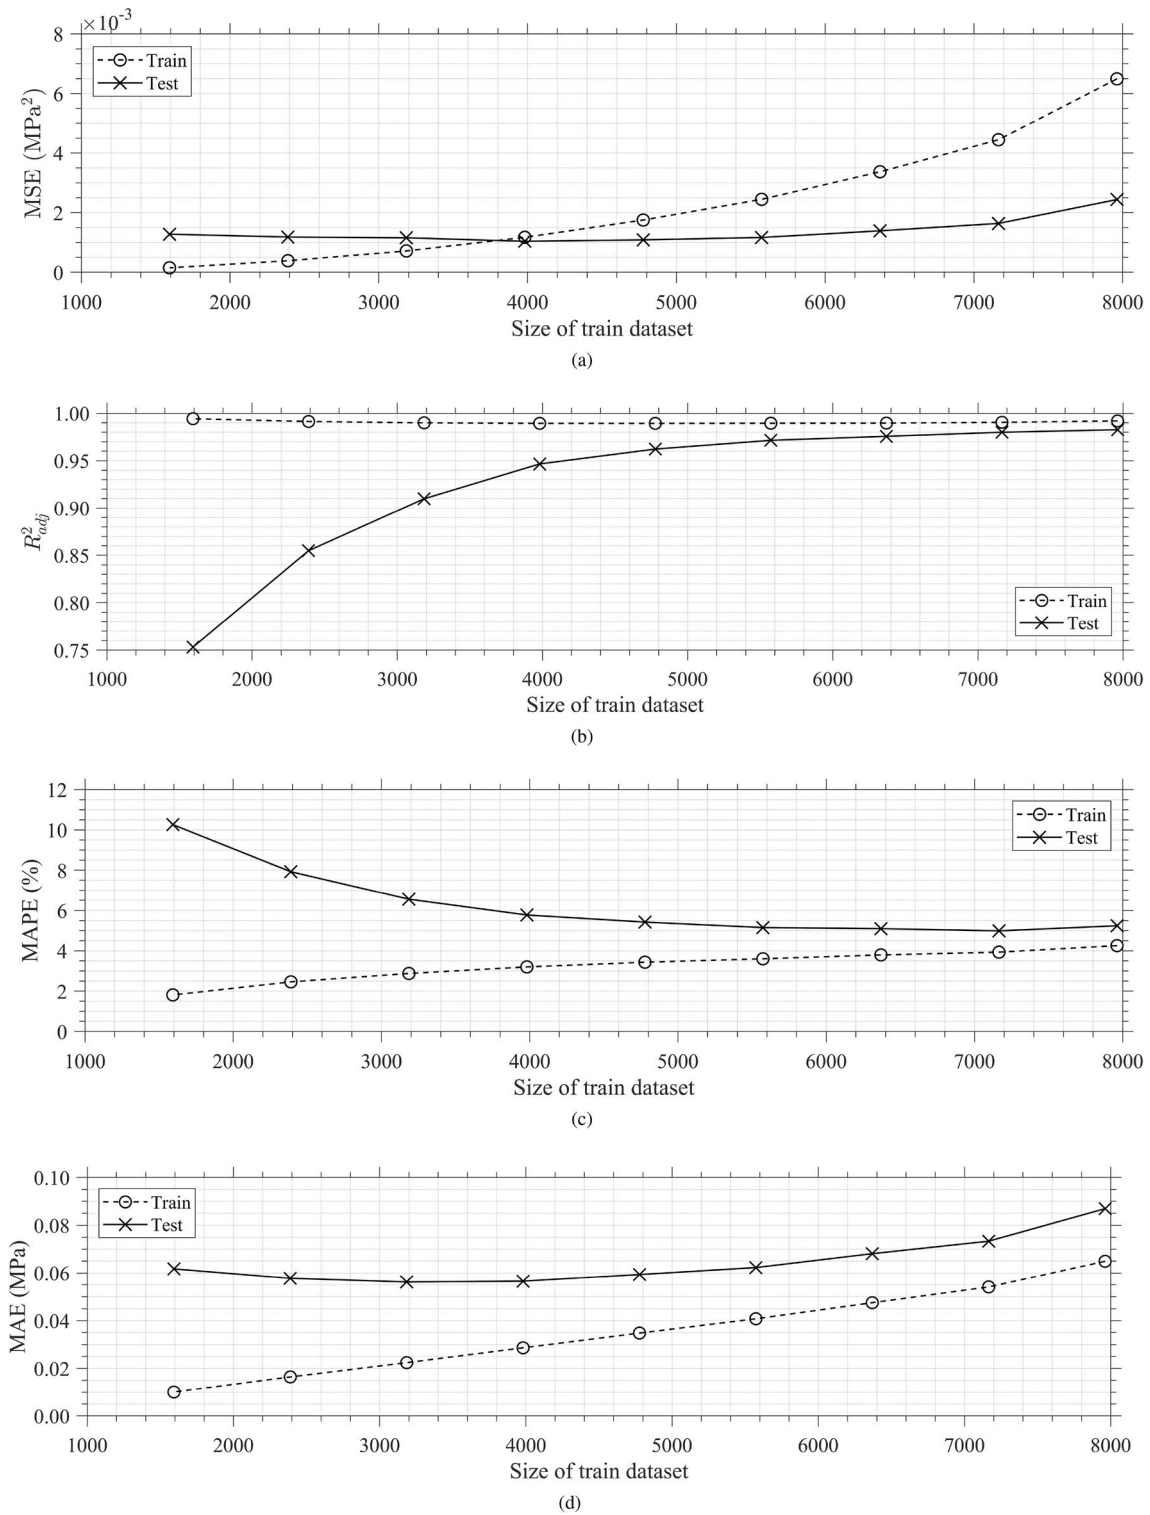 ×10-3
8
Train
Test
6
4
2
0
MSE (MPa2)
1000 2000 3000 4000 5000 6000 7000 8000
Size of train dataset
(a)
1.00
0.95
0.90
0.85
0.80
0.75
R2adj
Train
Test
1000 2000 3000 4000 5000 6000 7000 8000
Size of train dataset
(b)
12
10
8
6
4
2
0
MAPE (%)
Train
Test
1000 2000 3000 4000 5000 6000 7000 8000
Size of train dataset
(c)
0.10
0.08
0.06
0.04
0.02
0.00
MAE (MPa)
Train
Test
1000 2000 3000 4000 5000 6000 7000 8000
Size of train dataset
(d)